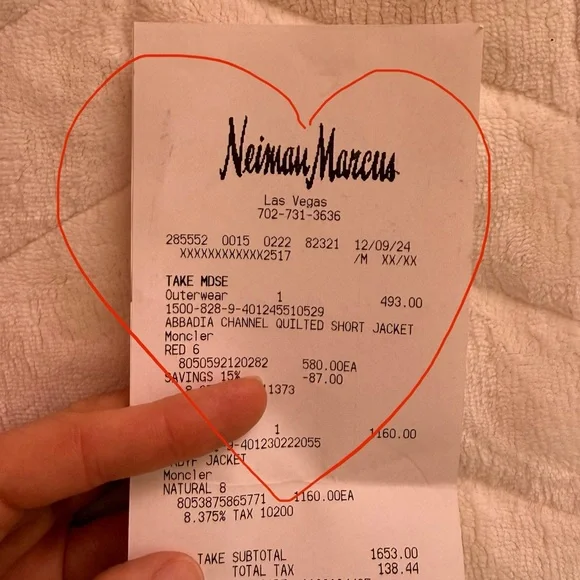 Neiman Marcus
Las Vegas
702-731-3636
285552 0015 0222 82321 12/09/24
XXXXXXXXXXXX2517 /M XX/XX
TAKE MDSE
Outerwear 1 493.00
1500-828-9-401245510529
ABBADIA CHANNEL QUILTED SHORT JACKET
Moncler
RED 6
8050592120282 580.00EA
SAVINGS 15% -87.00
11373
1 1160.00
9-401230222055
JACKET
Moncler
NATURAL 8
8053875865771 1160.00EA
8.375% TAX 10200
TAKE SUBTOTAL 1653.00
TOTAL TAX 138.44